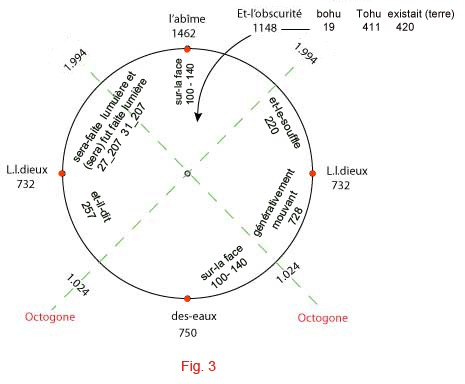 l'abîme
1462
Et-l'obscurité bohu Tohu existait (terre)
1148 19 411 420
1.994
1.994
sur-la face
100 - 140
sera-faite lumuière et
(sera) fut faite lumière
27_207 31_207
et-le-souffle
220
L.l.dieux
732
L.l.dieux
732
et-il-dit
257
générativement
mouvant
728
sur-la face
100- 140
1.024
1.024
Octogone
des-eaux
750
Octogone
Fig. 3